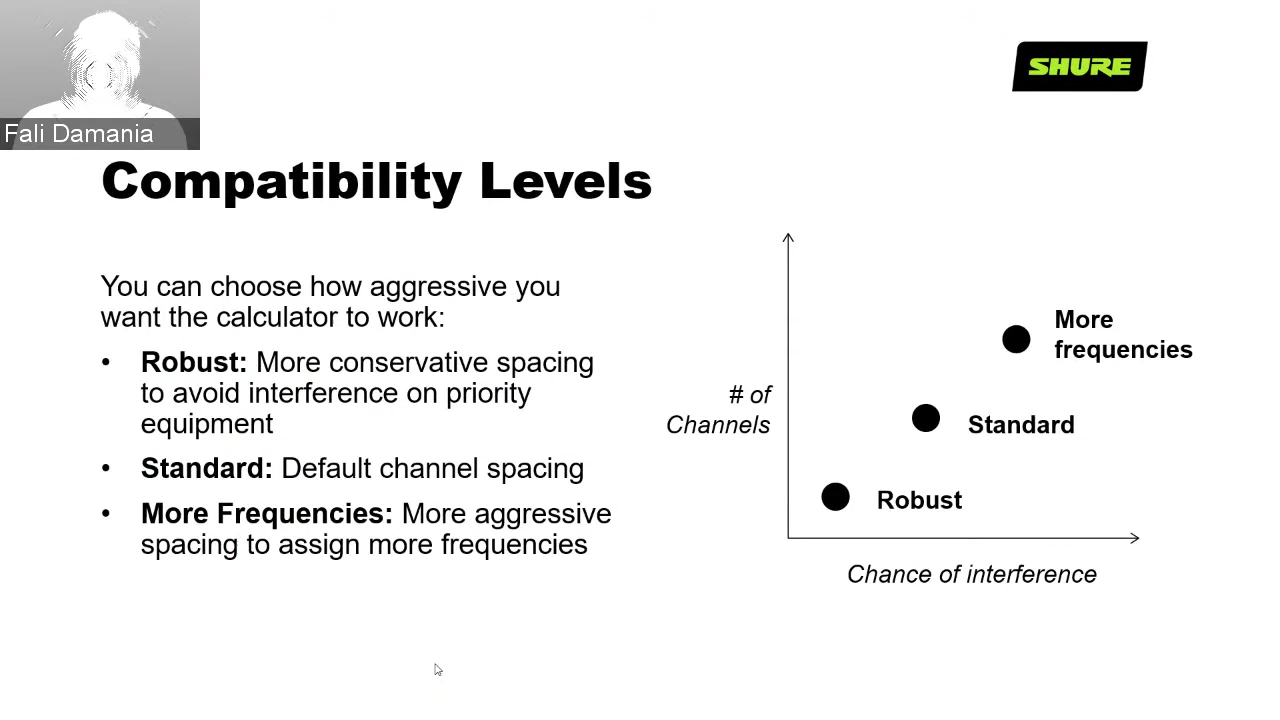 Fali Damania
SHURE
Compatibility Levels
You can choose how aggressive you
want the calculator to work:
• Robust: More conservative spacing
to avoid interference on priority
equipment
• Standard: Default channel spacing
• More Frequencies: More aggressive
spacing to assign more frequencies
# of
Channels
More
frequencies
Standard
Robust
Chance of interference